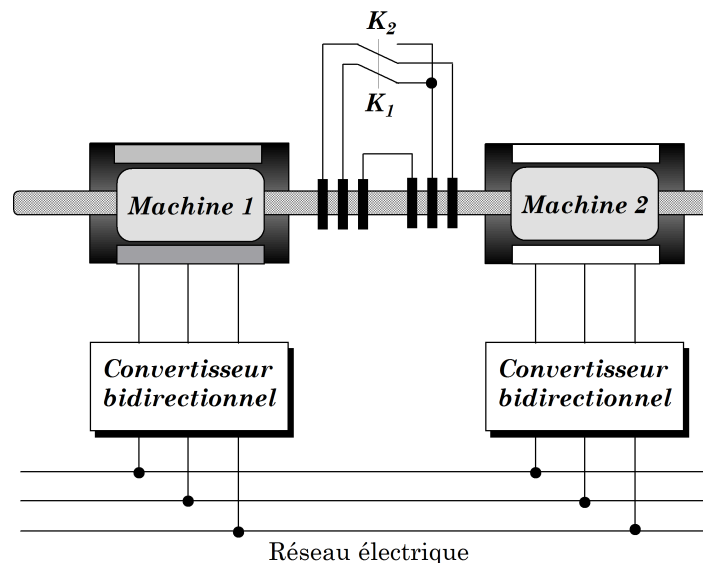 K2
K1
Machine 1
Machine 2
Convertisseur
bidirectionnel
Convertisseur
bidirectionnel
Réseau électrique